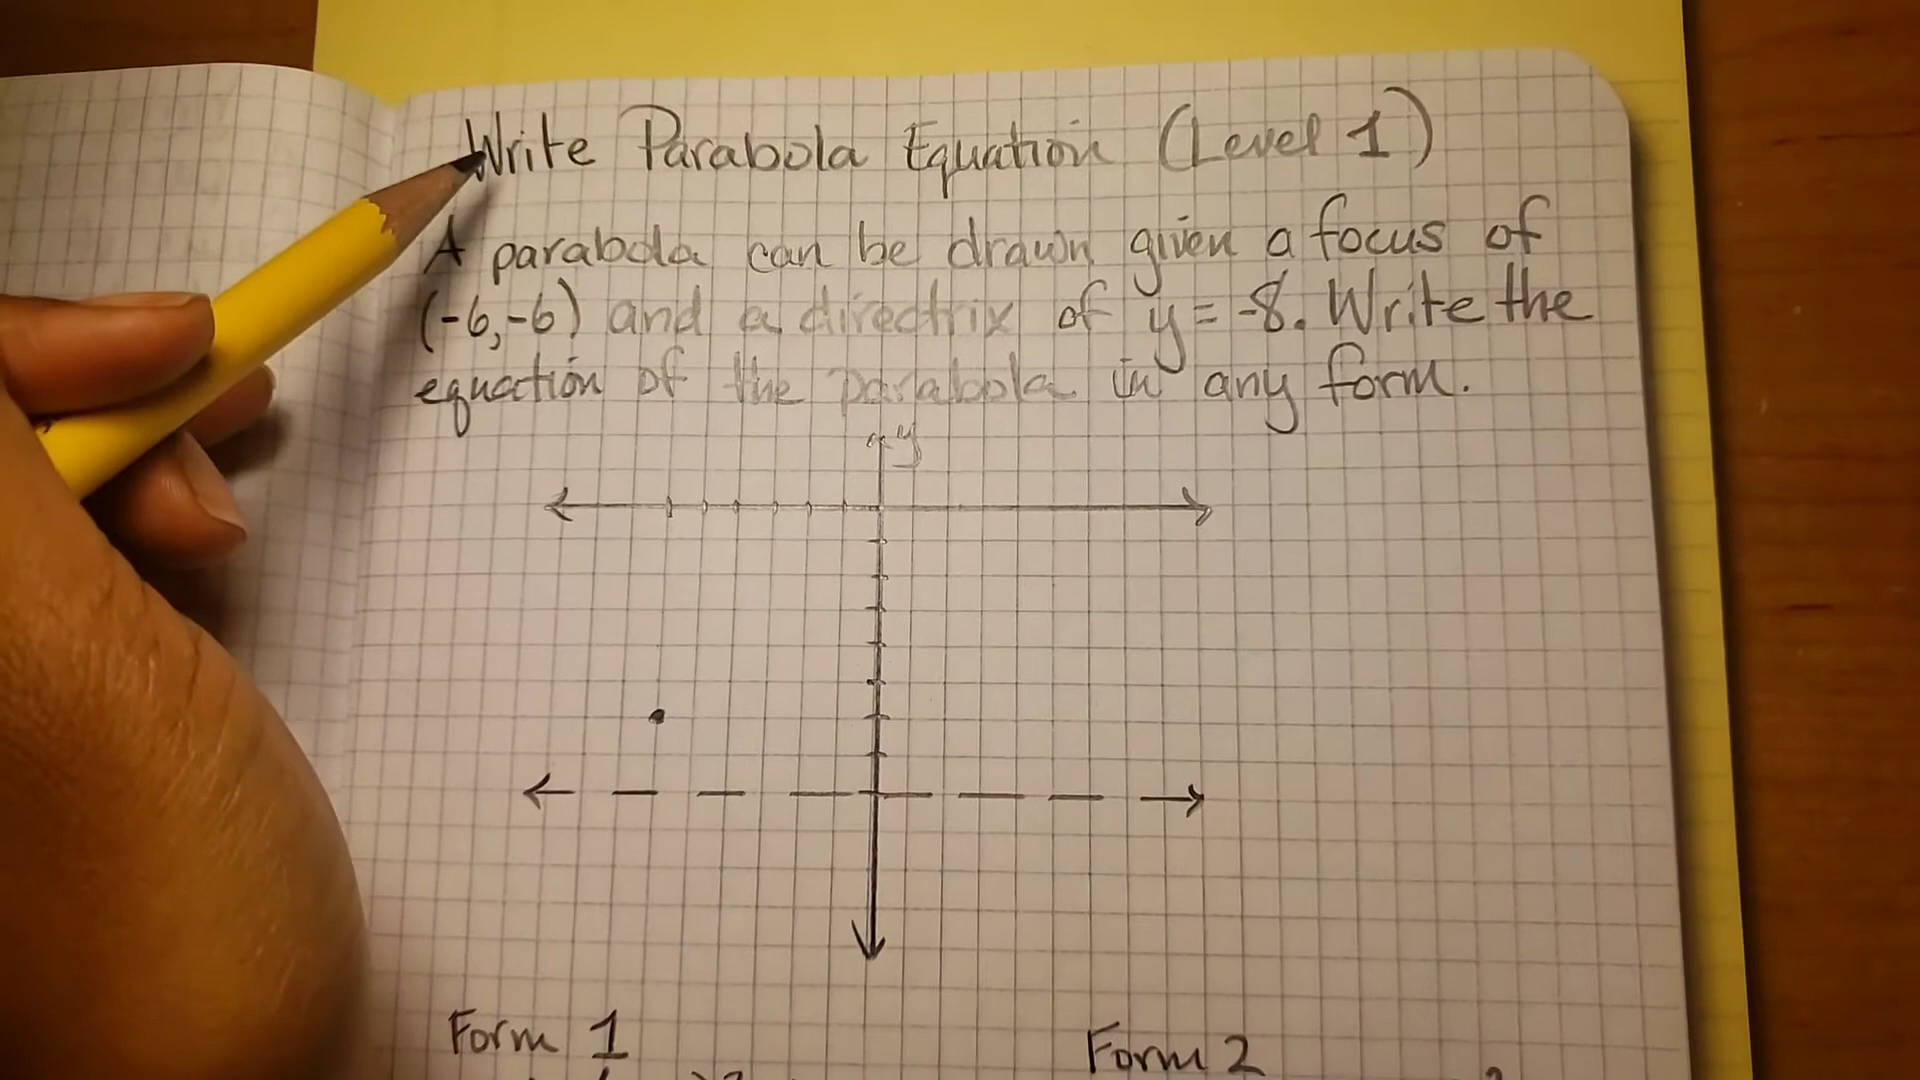 Write Parabola Equation (Level 1)
A parabola can be drawn given a focus of
(-6,-6) and a directrix of y = -8. Write the
equation of the parabola in any form.
y
Form 1
Form 2